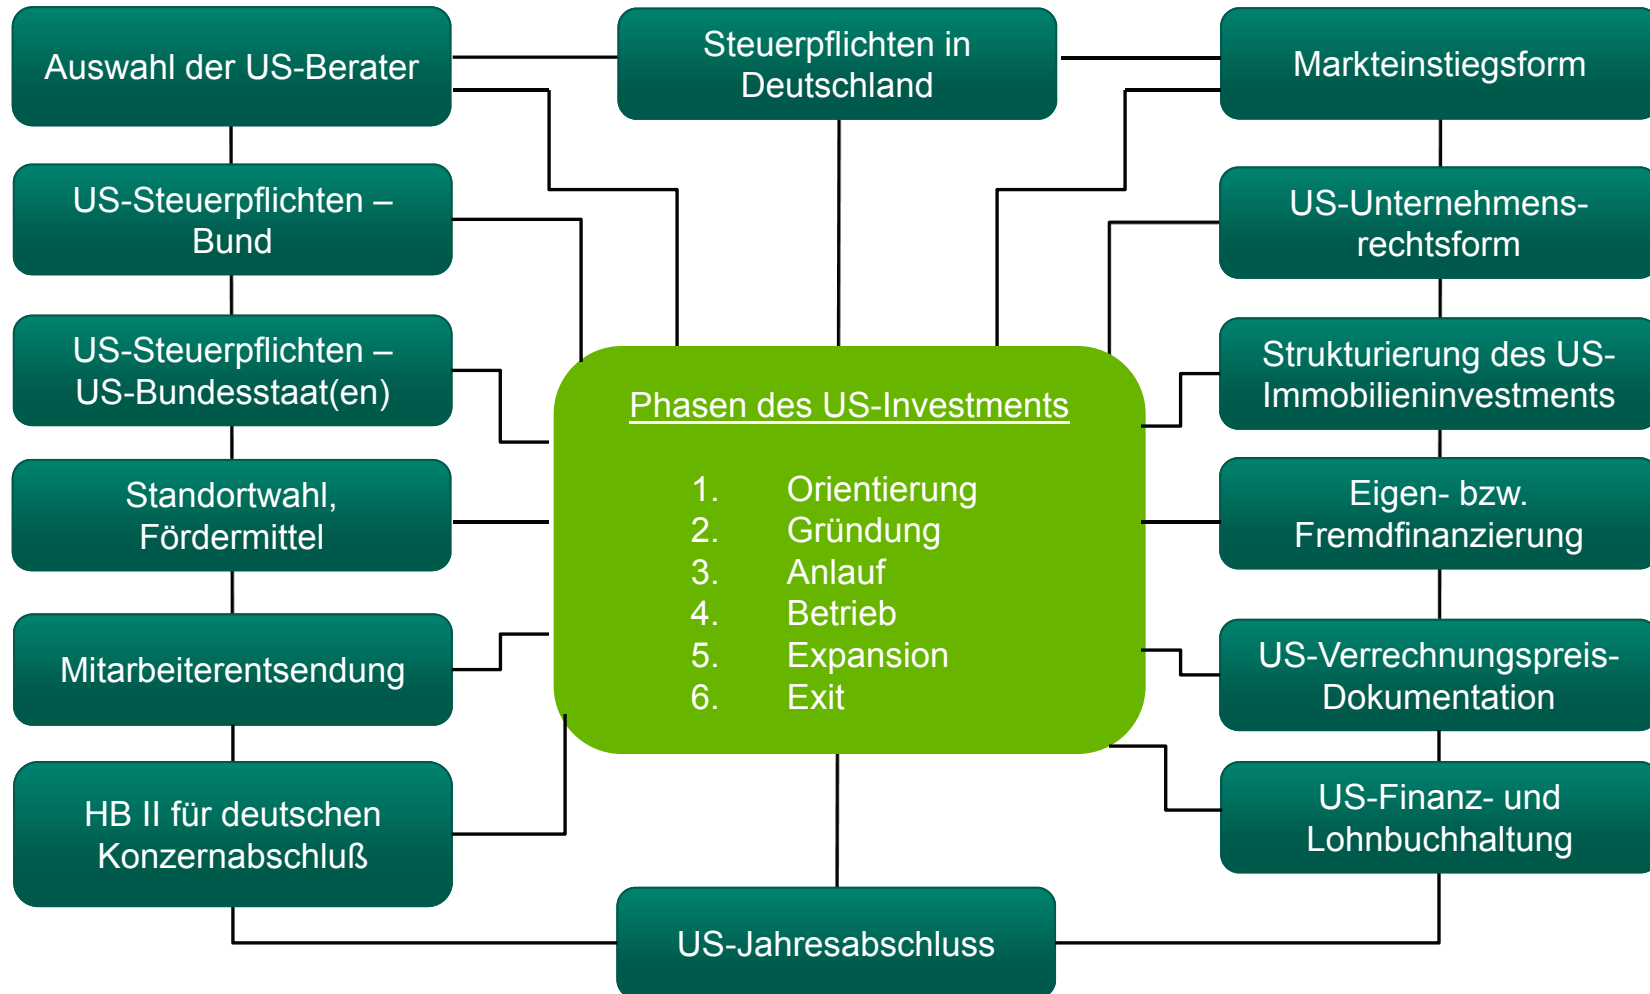 Auswahl der US-Berater
Steuerpflichten in
Deutschland
Markteinstiegsform
US-Steuerpflichten –
Bund
US-Unternehmens-
rechtsform
US-Steuerpflichten –
US-Bundesstaat(en)
Strukturierung des US-
Immobilieninvestments
Phasen des US-Investments
1. Orientierung
2. Gründung
3. Anlauf
4. Betrieb
5. Expansion
6. Exit
Standortwahl,
Fördermittel
Eigen- bzw.
Fremdfinanzierung
Mitarbeiterentsendung
US-Verrechnungspreis-
Dokumentation
HB II für deutschen
Konzernabschluß
US-Finanz- und
Lohnbuchhaltung
US-Jahresabschluss